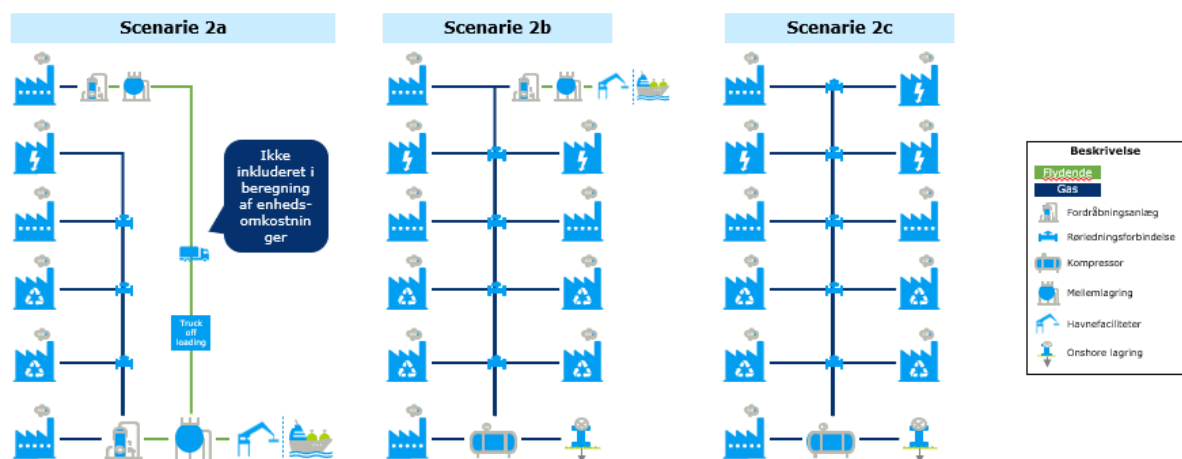 Scenarie 2a
Scenarie 2b
Scenarie 2c
Ikke
inkluderet i
beregning
af enheds-
omkostnin
ger
Truck
off
loading
Beskrivelse
Flydende
Gas
Fordråbningsanlæg
Rørledningsforbindelse
Kompressor
Mellemlagring
Havnefaciliteter
Onshore lagring